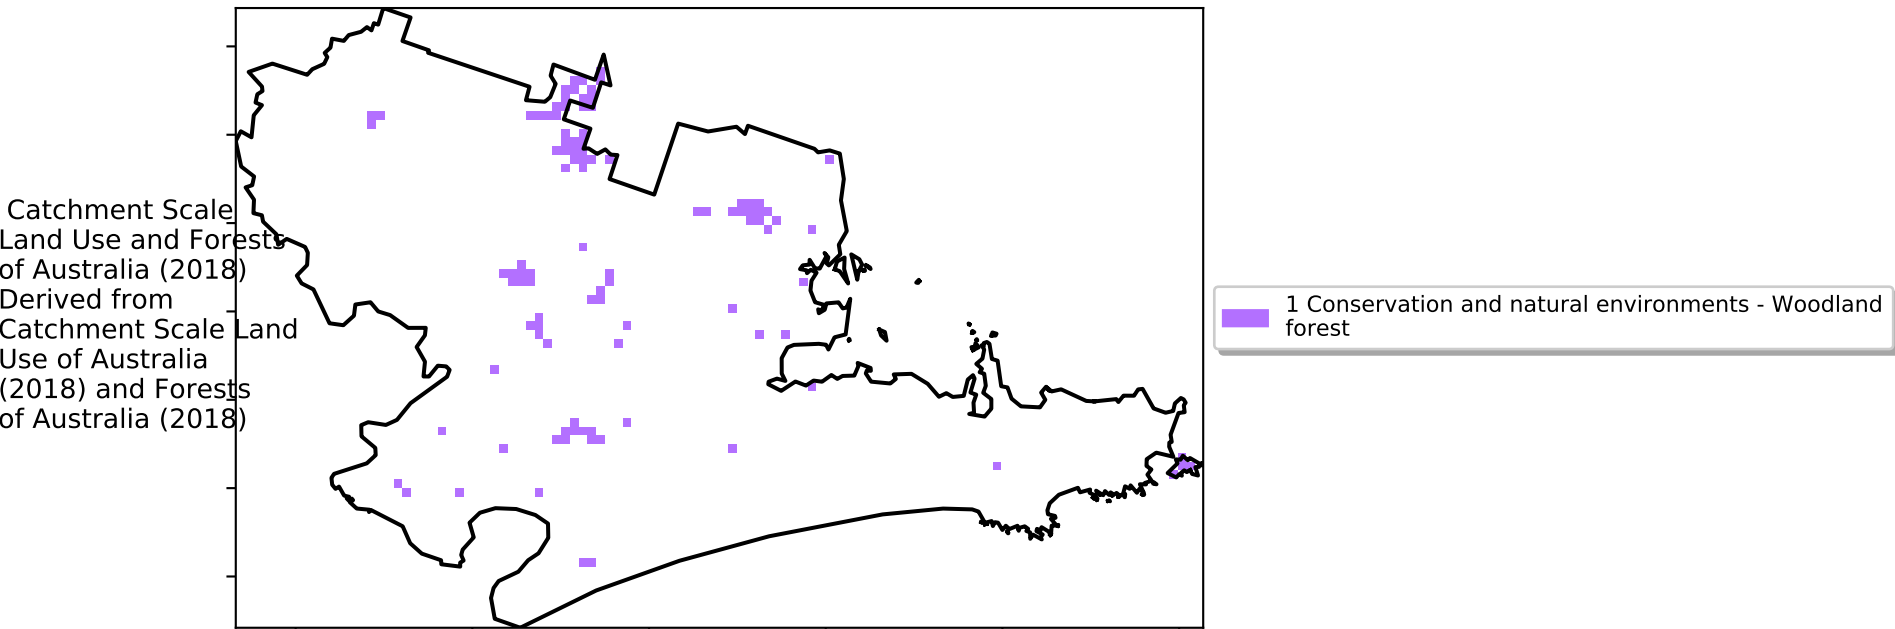 Catchment Scale
Land Use and Forests
of Australia (2018)
Derived from
Catchment Scale Land
Use of Australia
(2018) and Forests
of Australia (2018)
1 Conservation and natural environments - Woodland
forest